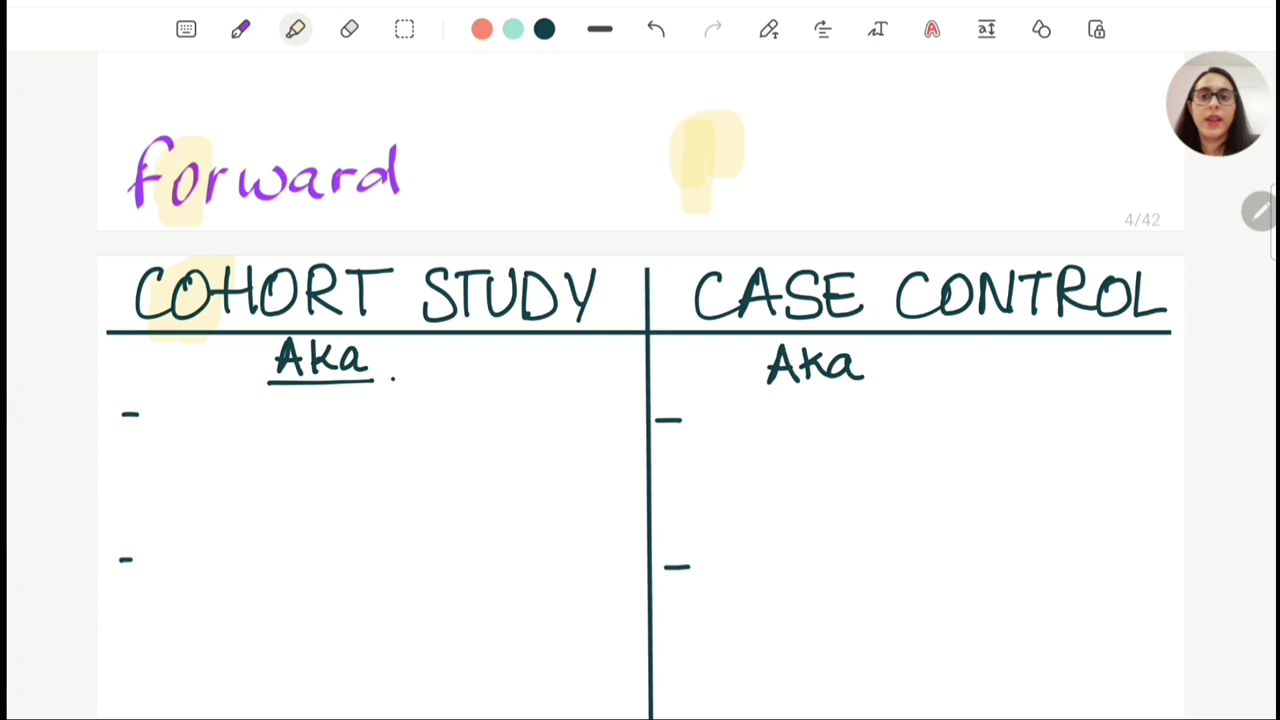 forward
4/42
COHORT STUDY CASE CONTROL
Aka . Aka
- -
- -